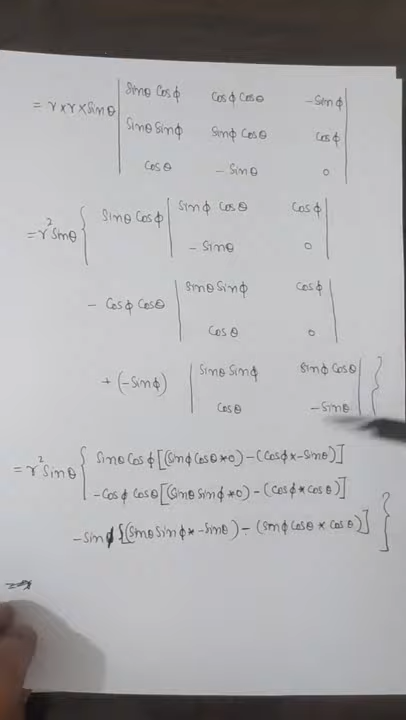 = r×r×Sinθ | Sinθ Cosϕ Cosϕ Cosθ -Sinϕ |
| Sinθ Sinϕ Sinϕ Cosθ Cosϕ |
| Cosθ -Sinθ 0 |
= r² Sinθ { Sinθ Cosϕ | Sinϕ Cosθ Cosϕ |
| -Sinθ 0 |
- Cosϕ Cosθ | Sinθ Sinϕ Cosϕ |
| Cosθ 0 |
+ (-Sinϕ) | Sinθ Sinϕ Sinϕ Cosθ | }
| Cosθ -Sinθ |
= r² Sinθ { Sinθ Cosϕ [(Sinϕ Cosθ * 0) - (Cosϕ * -Sinθ)]
- Cosϕ Cosθ [(Sinθ Sinϕ * 0) - (Cosϕ * Cosθ)]
- Sinϕ {[(Sinθ Sinϕ * -Sinθ) - (Sinϕ Cosθ * Cosθ)] }